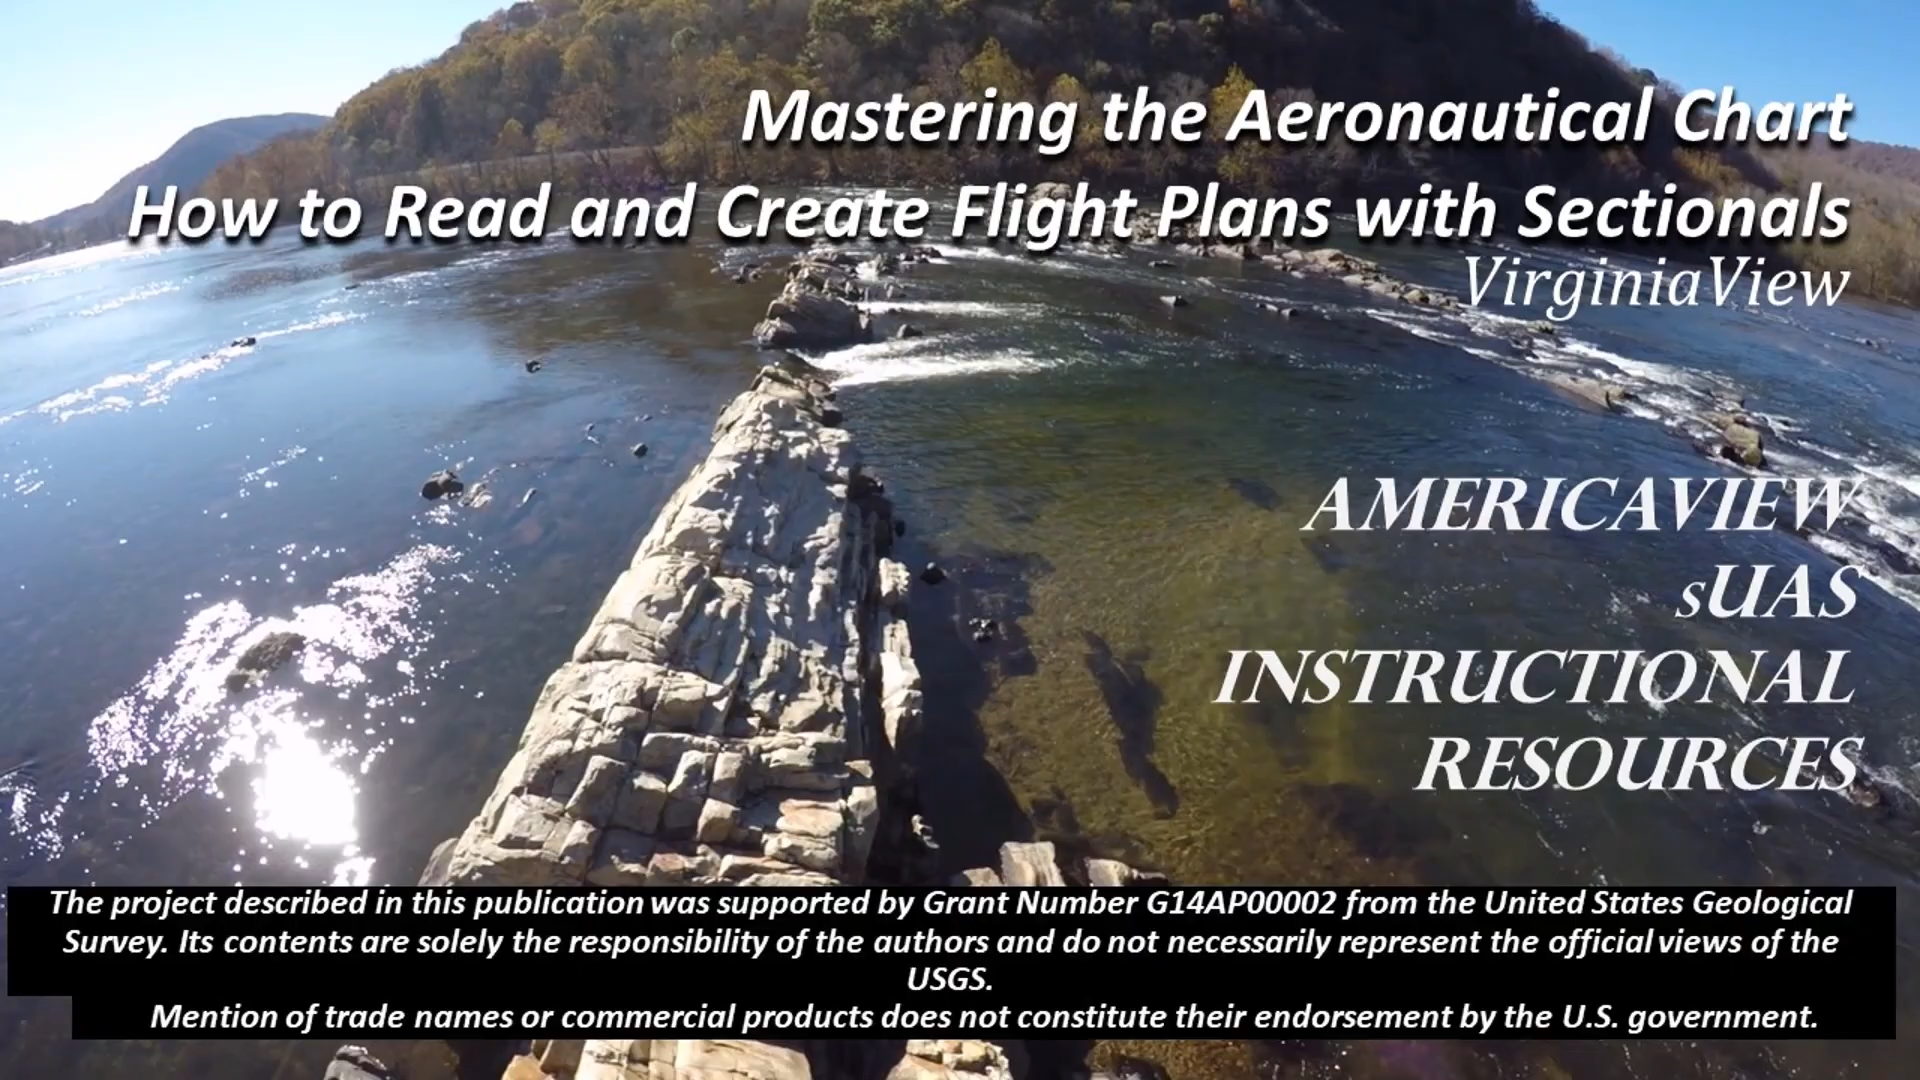 Mastering the Aeronautical Chart
How to Read and Create Flight Plans with Sectionals
VirginiaView
AMERICAVIEW
sUAS
INSTRUCTIONAL
RESOURCES
The project described in this publication was supported by Grant Number G14AP00002 from the United States Geological
Survey. Its contents are solely the responsibility of the authors and do not necessarily represent the official views of the
USGS.
Mention of trade names or commercial products does not constitute their endorsement by the U.S. government.